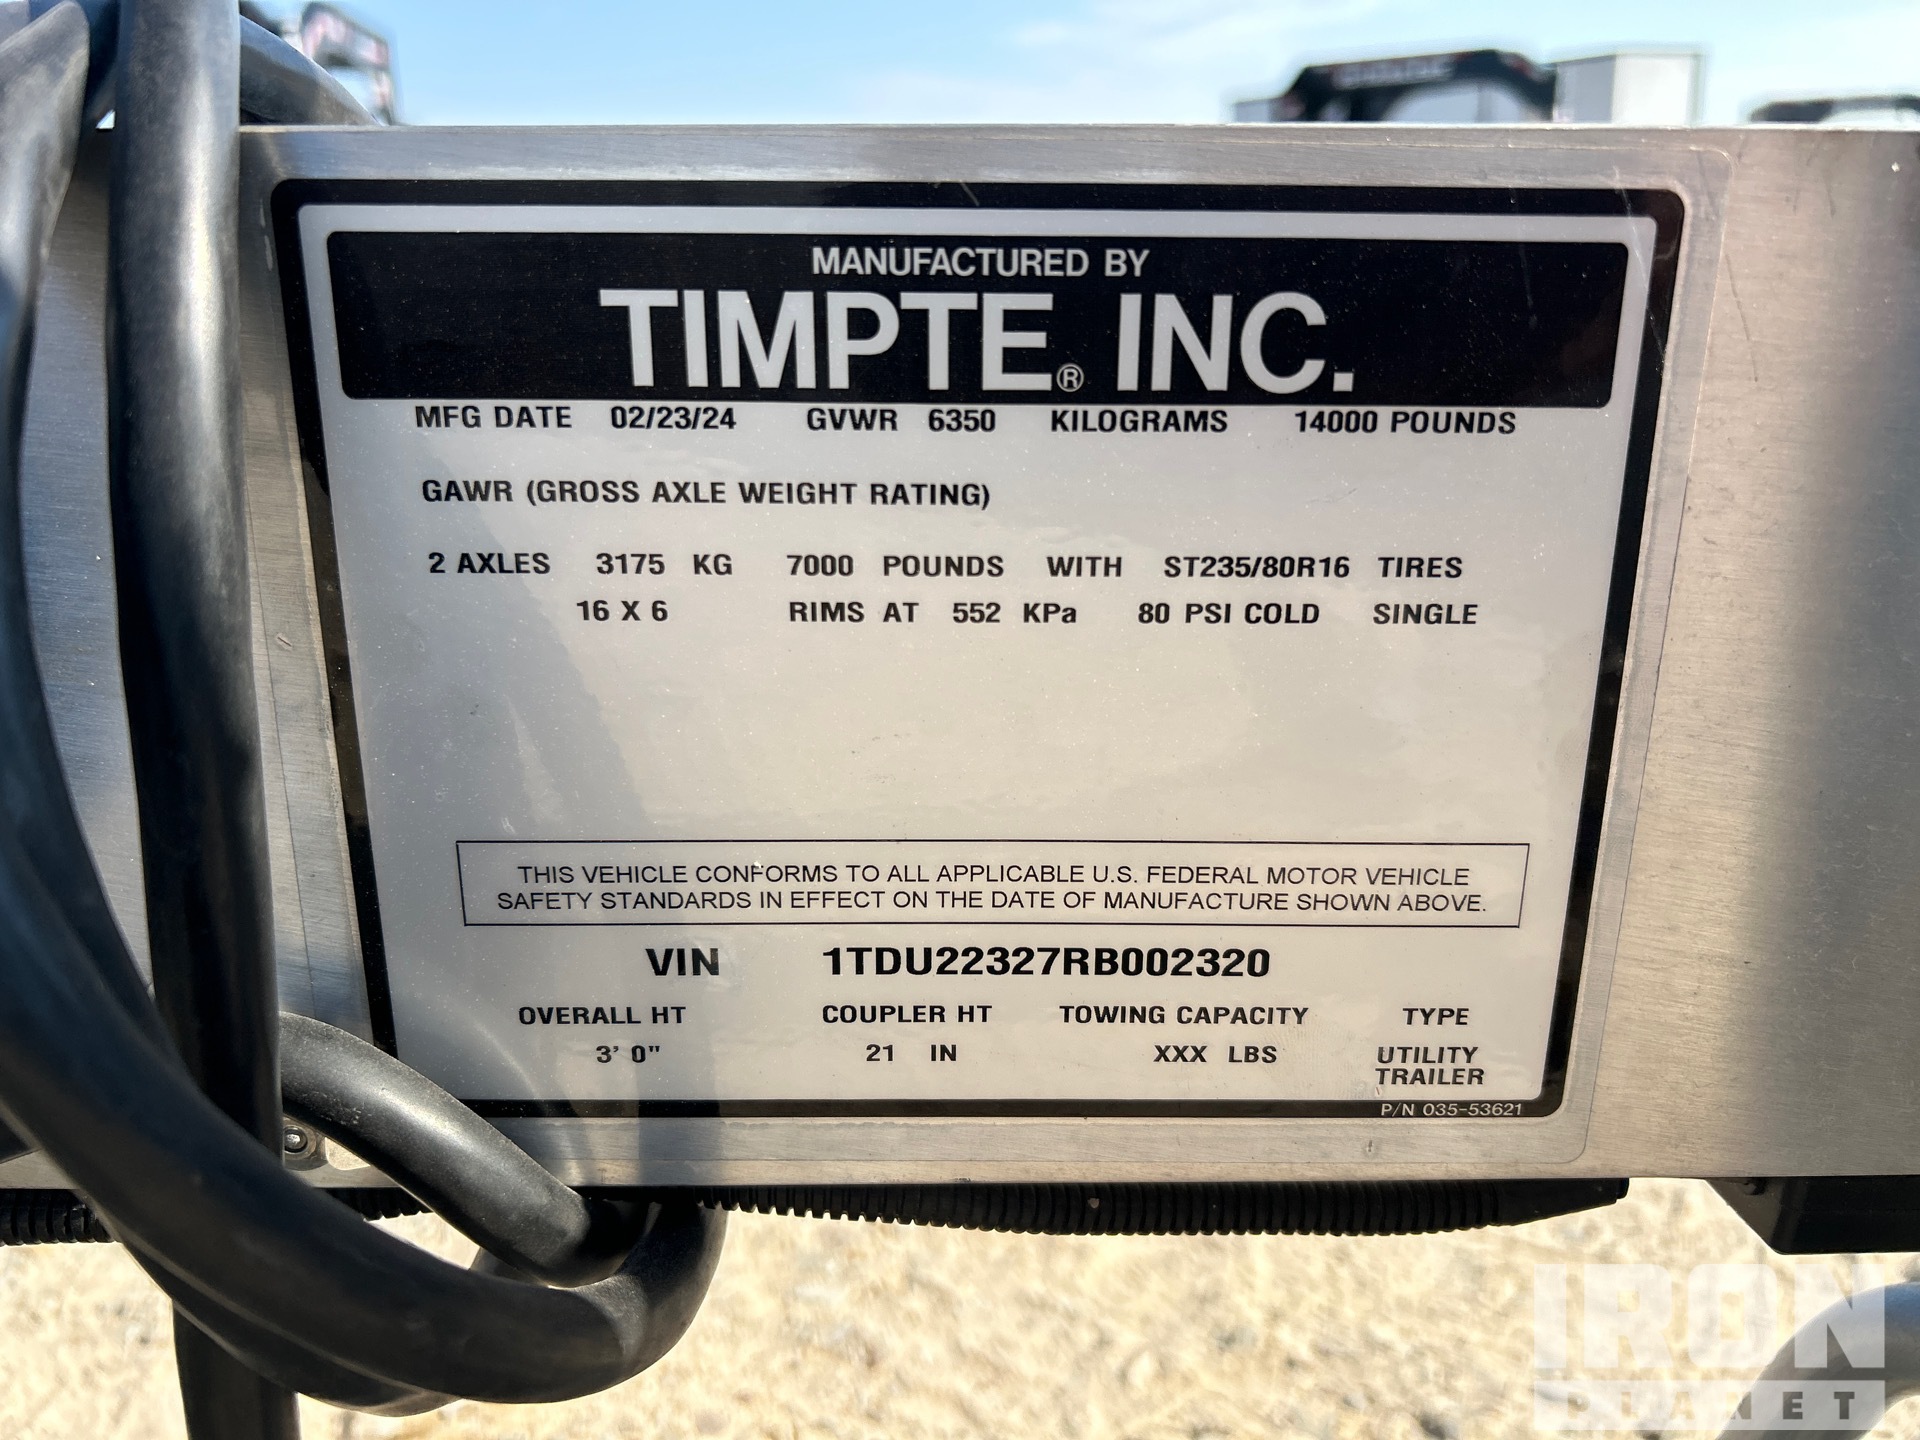 MANUFACTURED BY
TIMPTE® INC.
MFG DATE 02/23/24 GVWR 6350 KILOGRAMS 14000 POUNDS
GAWR (GROSS AXLE WEIGHT RATING)
2 AXLES 3175 KG 7000 POUNDS WITH ST235/80R16 TIRES
16 X 6 RIMS AT 552 KPa 80 PSI COLD SINGLE
THIS VEHICLE CONFORMS TO ALL APPLICABLE U.S. FEDERAL MOTOR VEHICLE
SAFETY STANDARDS IN EFFECT ON THE DATE OF MANUFACTURE SHOWN ABOVE.
VIN 1TDU22327RB002320
OVERALL HT COUPLER HT TOWING CAPACITY TYPE
3' 0" 21 IN XXX LBS UTILITY
TRAILER
P/N 035-53621
IRON
PLANET